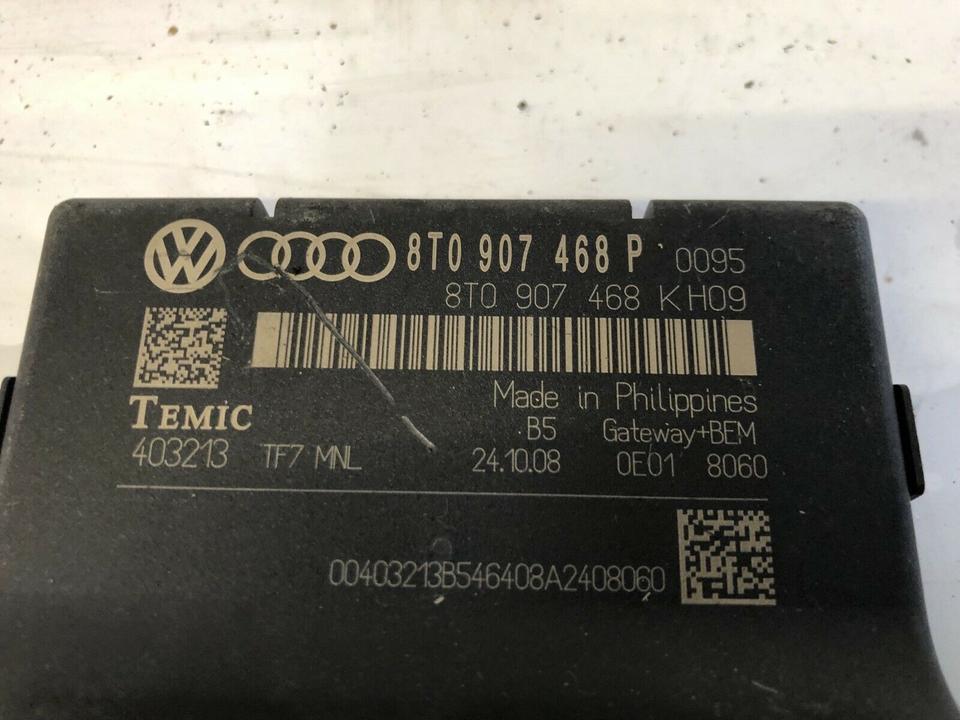 8T0 907 468 P 0095
8T0 907 468 K H09
Made in Philippines
TEMIC B5 Gateway+BEM
403213 TF7 MNL 24.10.08 0E01 8060
00403213B546408A2408060